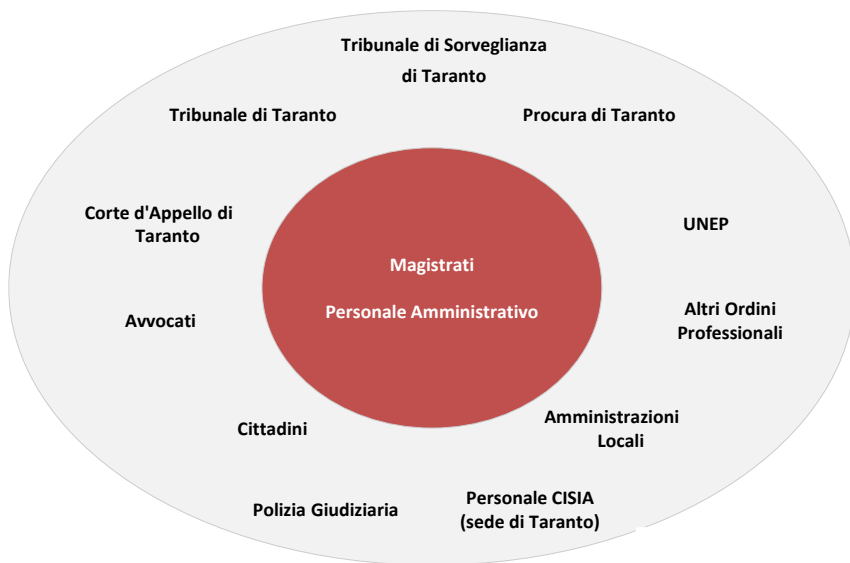 Tribunale di Sorveglianza
di Taranto
Tribunale di Taranto
Procura di Taranto
Corte d'Appello di
Taranto
UNEP
Magistrati
Personale Amministrativo
Avvocati
Altri Ordini
Professionali
Cittadini
Amministrazioni
Locali
Polizia Giudiziaria
Personale CISIA
(sede di Taranto)